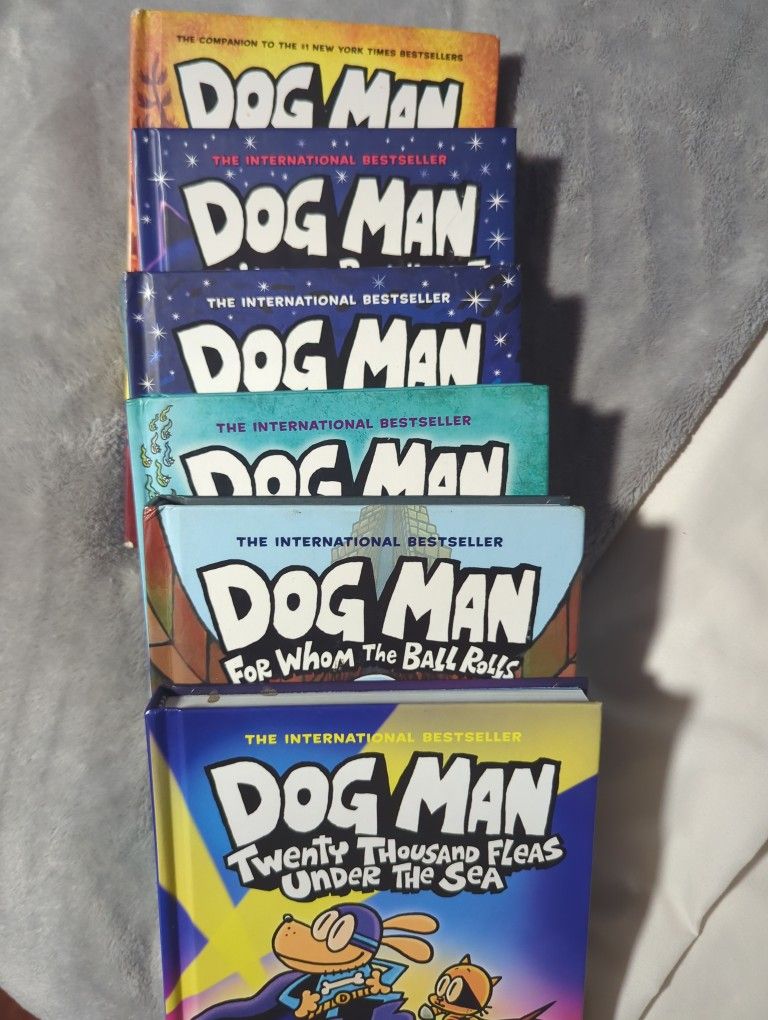 THE COMPANION TO THE #1 NEW YORK TIMES BESTSELLERS
DOG MAN
THE INTERNATIONAL BESTSELLER
DOG MAN
THE INTERNATIONAL BESTSELLER
DOG MAN
THE INTERNATIONAL BESTSELLER
DOG MAN
THE INTERNATIONAL BESTSELLER
DOG MAN
FOR WHOM THE BALL ROLLS
THE INTERNATIONAL BESTSELLER
DOG MAN
TWENTY THOUSAND FLEAS
UNDER THE SEA
D